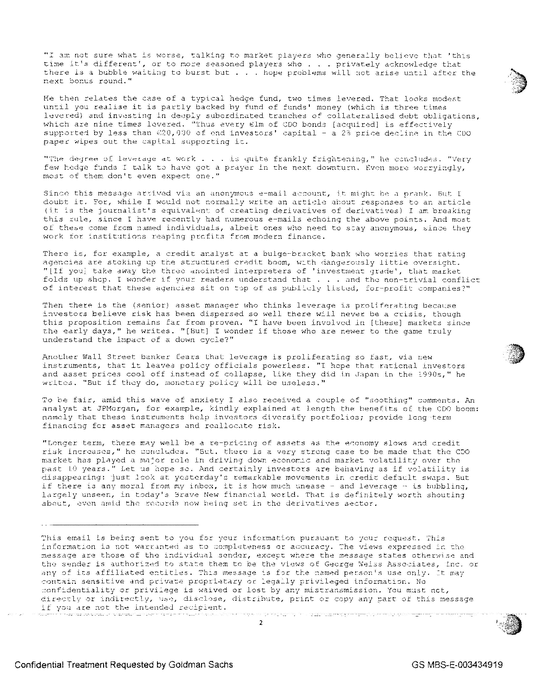 "I am not sure what is worse, talking to market players who generally believe that 'this
time it's different', or to more seasoned players who . . . privately acknowledge that
there is a bubble waiting to burst but . . . hope problems will not arise until after the
next bonus round."
He then relates the case of a typical hedge fund, two times levered. That looks modest
until you realise it is partly backed by fund of funds' money (which is three times
levered) and investing in deeply subordinated tranches of collateralised debt obligations,
which are nine times levered. "Thus every €1m of CDO bonds [acquired] is effectively
supported by less than €20,000 of end investors' capital - a 2% price decline in the CDO
paper wipes out the capital supporting it.
"The degree of leverage at work . . . is quite frankly frightening," he concludes. "Very
few hedge funds I talk to have got a prayer in the next downturn. Even more worryingly,
most of them don't even expect one."
Since this message arrived via an anonymous e-mail account, it might be a prank. But I
doubt it. For, while I would not normally write an article about responses to an article
(it is the journalist's equivalent of creating derivatives of derivatives) I am breaking
this rule, since I have recently had numerous e-mails echoing the above points. And most
of these come from named individuals, albeit ones who need to stay anonymous, since they
work for institutions reaping profits from modern finance.
There is, for example, a credit analyst at a bulge-bracket bank who worries that rating
agencies are stoking up the structured credit boom, with dangerously little oversight.
"[If you] take away the three anointed interpreters of 'investment grade', that market
folds up shop. I wonder if your readers understand that . . . and the non-trivial conflict
of interest that these agencies sit on top of as publicly listed, for-profit companies?"
Then there is the (senior) asset manager who thinks leverage is proliferating because
investors believe risk has been dispersed so well there will never be a crisis, though
this proposition remains far from proven. "I have been involved in [these] markets since
the early days," he writes. "[But] I wonder if those who are newer to the game truly
understand the impact of a down cycle?"
Another Wall Street banker fears that leverage is proliferating so fast, via new
instruments, that it leaves policy officials powerless. "I hope that rational investors
and asset prices cool off instead of collapse, like they did in Japan in the 1990s," he
writes. "But if they do, monetary policy will be useless."
To be fair, amid this wave of anxiety I also received a couple of "soothing" comments. An
analyst at JPMorgan, for example, kindly explained at length the benefits of the CDO boom:
namely that these instruments help investors diversify portfolios; provide long term
financing for asset managers and reallocate risk.
"Longer term, there may well be a re-pricing of assets as the economy slows and credit
risk increases," he concludes. "But. there is a very strong case to be made that the CDO
market has played a major role in driving down economic and market volatility over the
past 10 years." Let us hope so. And certainly investors are behaving as if volatility is
disappearing: just look at yesterday's remarkable movements in credit default swaps. But
if there is any moral from my inbox, it is how much unease - and leverage - is bubbling,
largely unseen, in today's Brave New financial world. That is definitely worth shouting
about, even amid the records now being set in the derivatives sector.
This email is being sent to you for your information pursuant to your request. This
information is not warranted as to completeness or accuracy. The views expressed in the
message are those of the individual sender, except where the message states otherwise and
the sender is authorized to state them to be the views of George Weiss Associates, Inc. or
any of its affiliated entities. This message is for the named person's use only. It may
contain sensitive and private proprietary or legally privileged information. No
confidentiality or privilege is waived or lost by any mistransmission. You must not,
directly or indirectly, use, disclose, distribute, print or copy any part of this message
if you are not the intended recipient.
2
Confidential Treatment Requested by Goldman Sachs
GS MBS-E-003434919